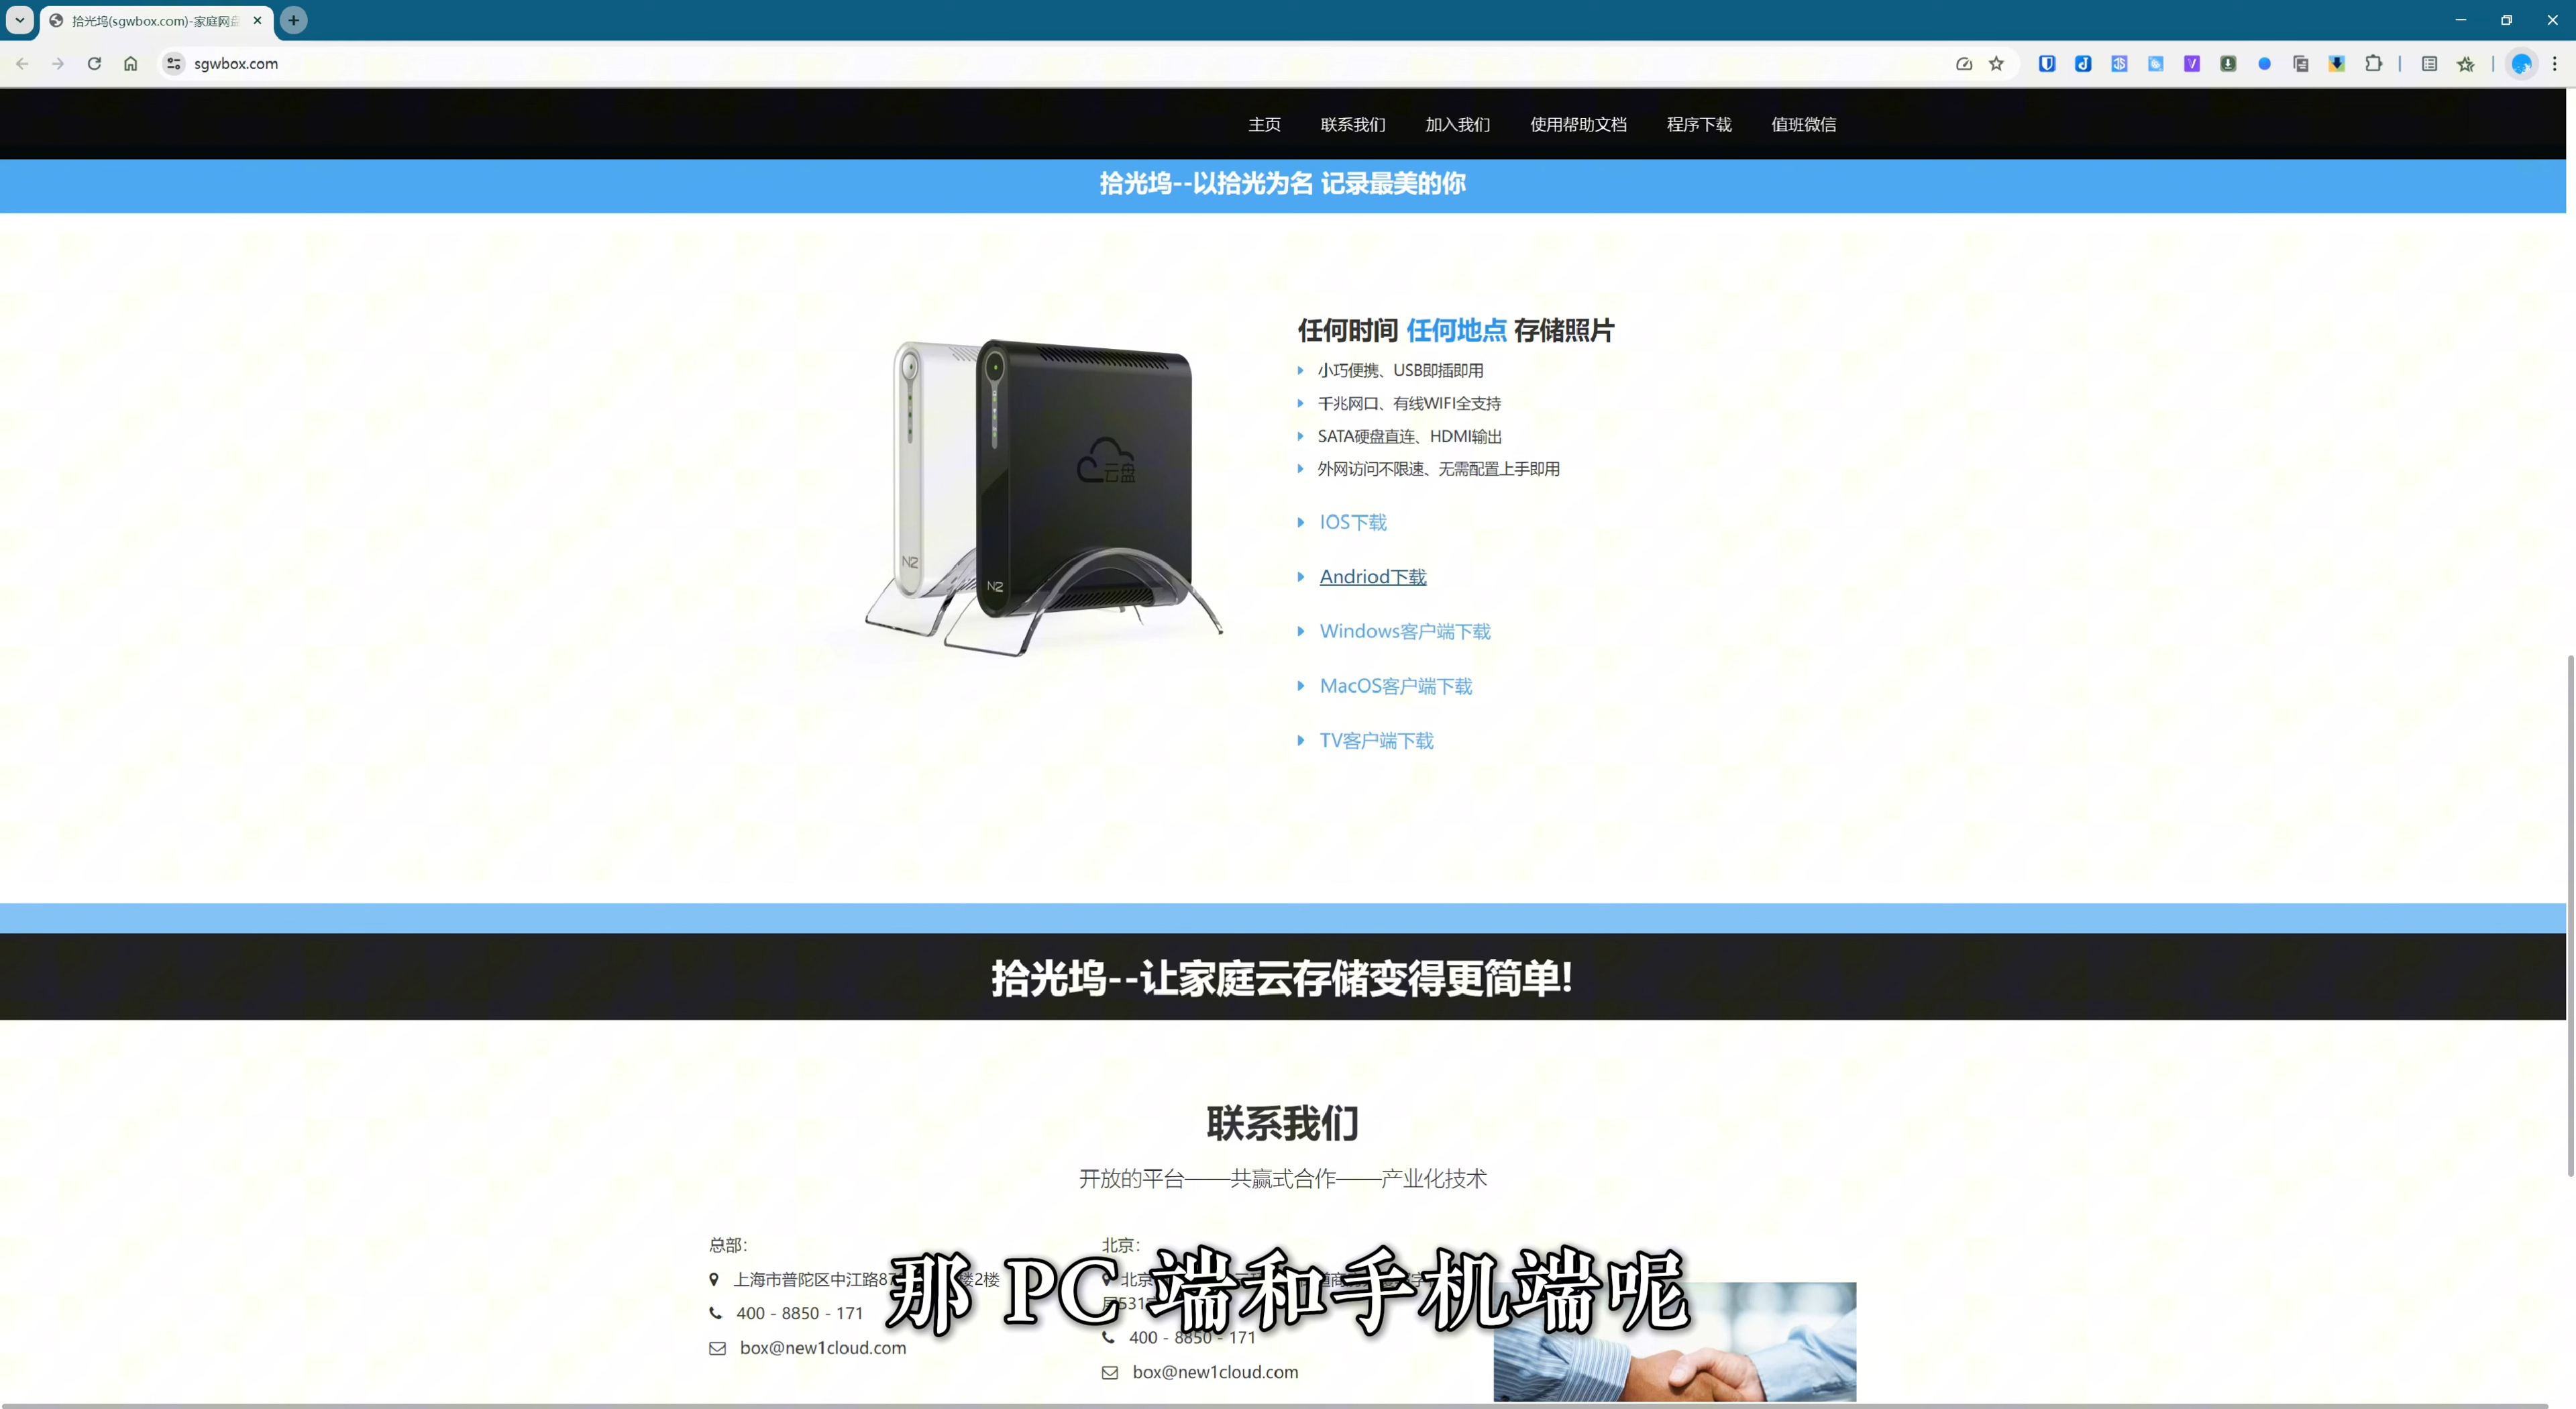 拾光坞(sgwbox.com)-家庭网盘
sgwbox.com
主页 联系我们 加入我们 使用帮助文档 程序下载 值班微信
拾光坞--以拾光为名 记录最美的你
任何时间 任何地点 存储照片
小巧便携、USB即插即用
千兆网口、有线WIFI全支持
SATA硬盘直连、HDMI输出
外网访问不限速、无需配置上手即用
云盘
N2
N2
IOS下载
Andriod下载
Windows客户端下载
MacOS客户端下载
TV客户端下载
拾光坞--让家庭云存储变得更简单!
联系我们
开放的平台——共赢式合作——产业化技术
总部:
上海市普陀区中江路87 楼2楼
400 - 8850 - 171
box@new1cloud.com
北京:
北京
531
400 - 8850 - 171
box@new1cloud.com
那 PC 端和手机端呢